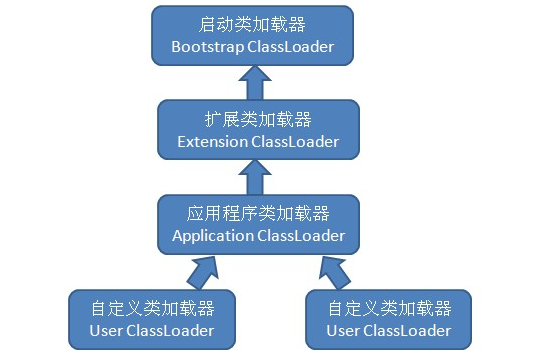 启动类加载器
Bootstrap ClassLoader
扩展类加载器
Extension ClassLoader
应用程序类加载器
Application ClassLoader
自定义类加载器
User ClassLoader
自定义类加载器
User ClassLoader